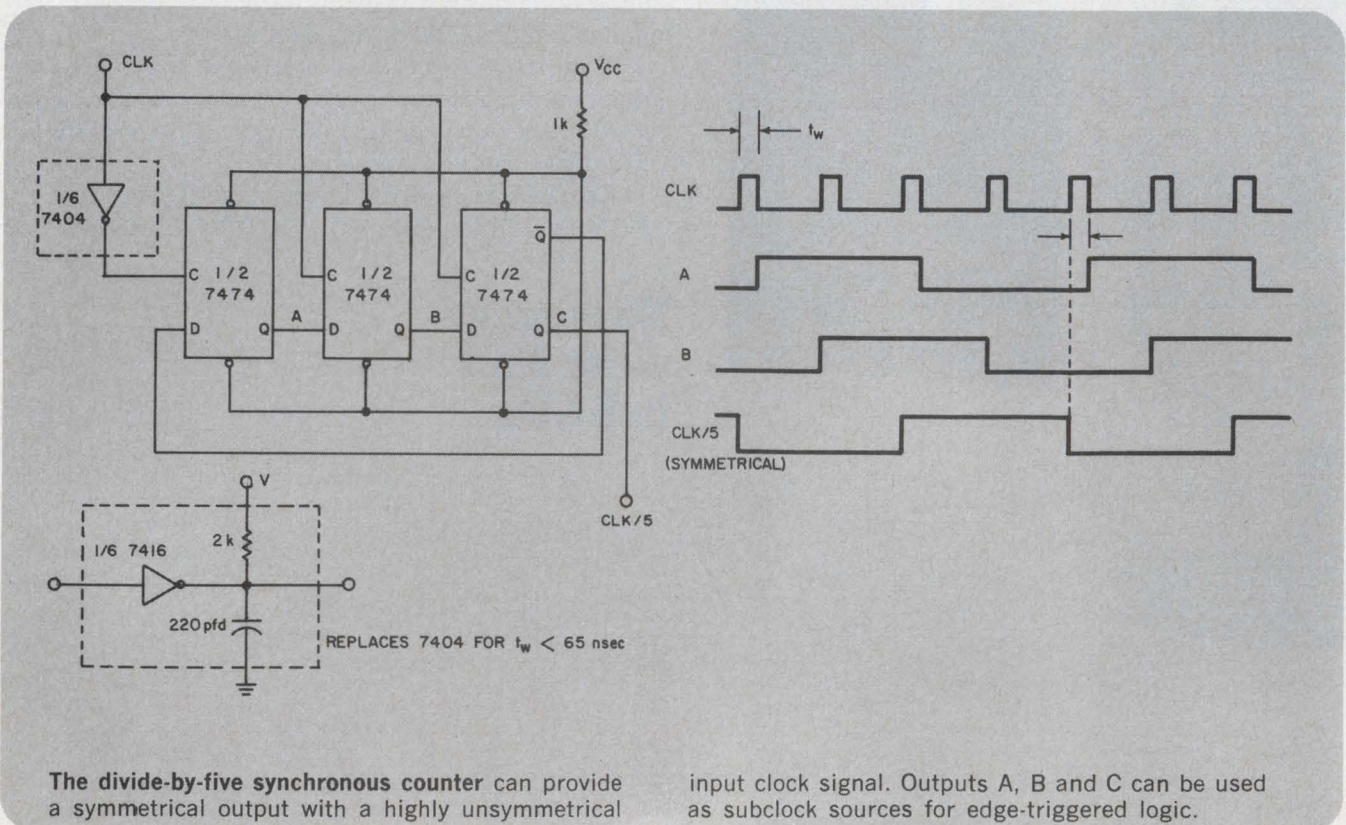 CLK
VCC
1k
1/6
7404
Q̅
C 1/2
7474
C 1/2
7474
C 1/2
7474
D Q
A
D Q
B
D Q
C
CLK/5
V
1/6 7416
2k
220 pfd
REPLACES 7404 FOR tw < 65 nsec
tw
CLK
A
B
CLK/5
(SYMMETRICAL)
The divide-by-five synchronous counter can provide
a symmetrical output with a highly unsymmetrical
input clock signal. Outputs A, B and C can be used
as subclock sources for edge-triggered logic.